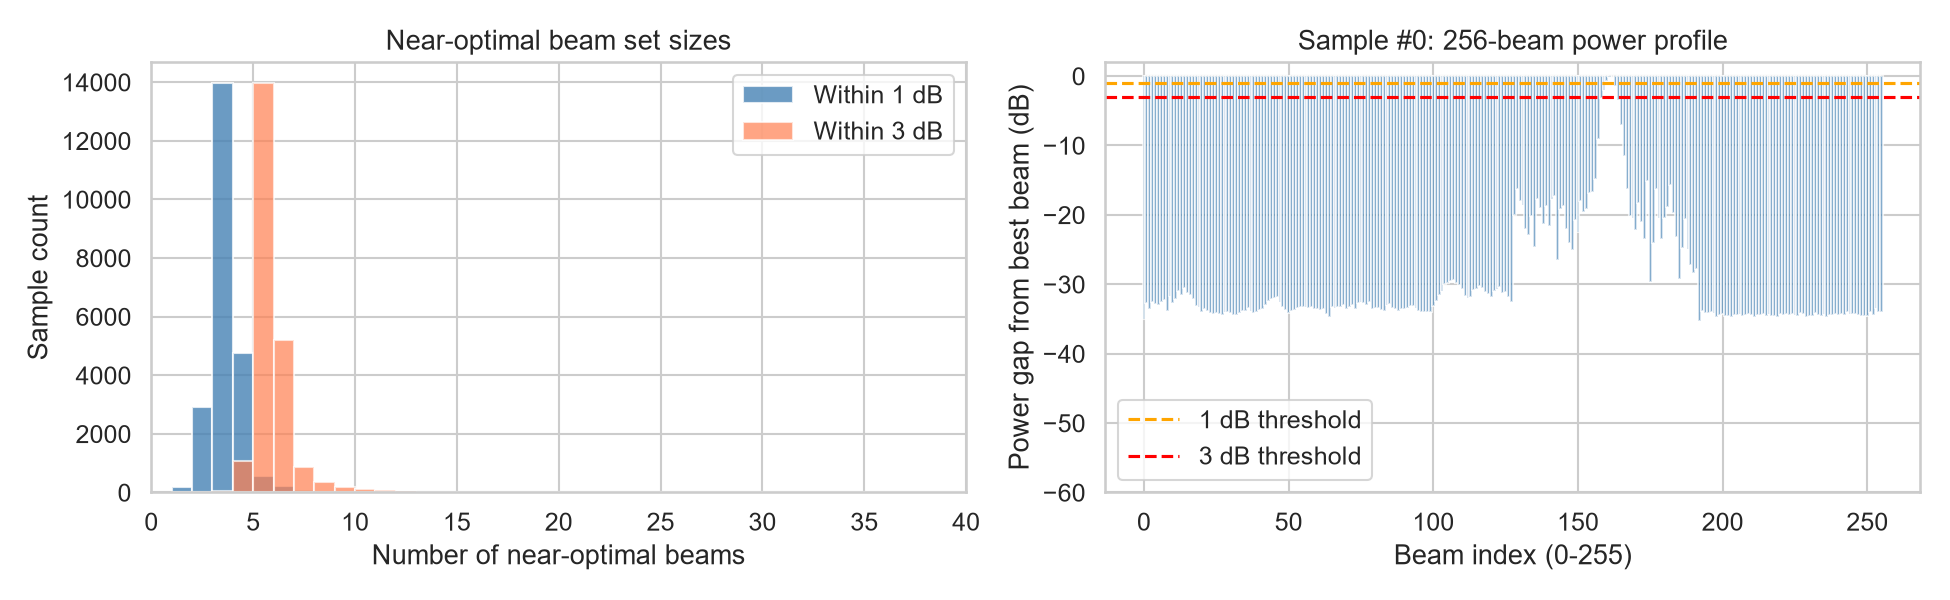 Near-optimal beam set sizes
Sample count
14000
12000
10000
8000
6000
4000
2000
0
0 5 10 15 20 25 30 35 40
Number of near-optimal beams
Within 1 dB
Within 3 dB
Sample #0: 256-beam power profile
Power gap from best beam (dB)
0
−10
−20
−30
−40
−50
−60
0 50 100 150 200 250
Beam index (0-255)
1 dB threshold
3 dB threshold